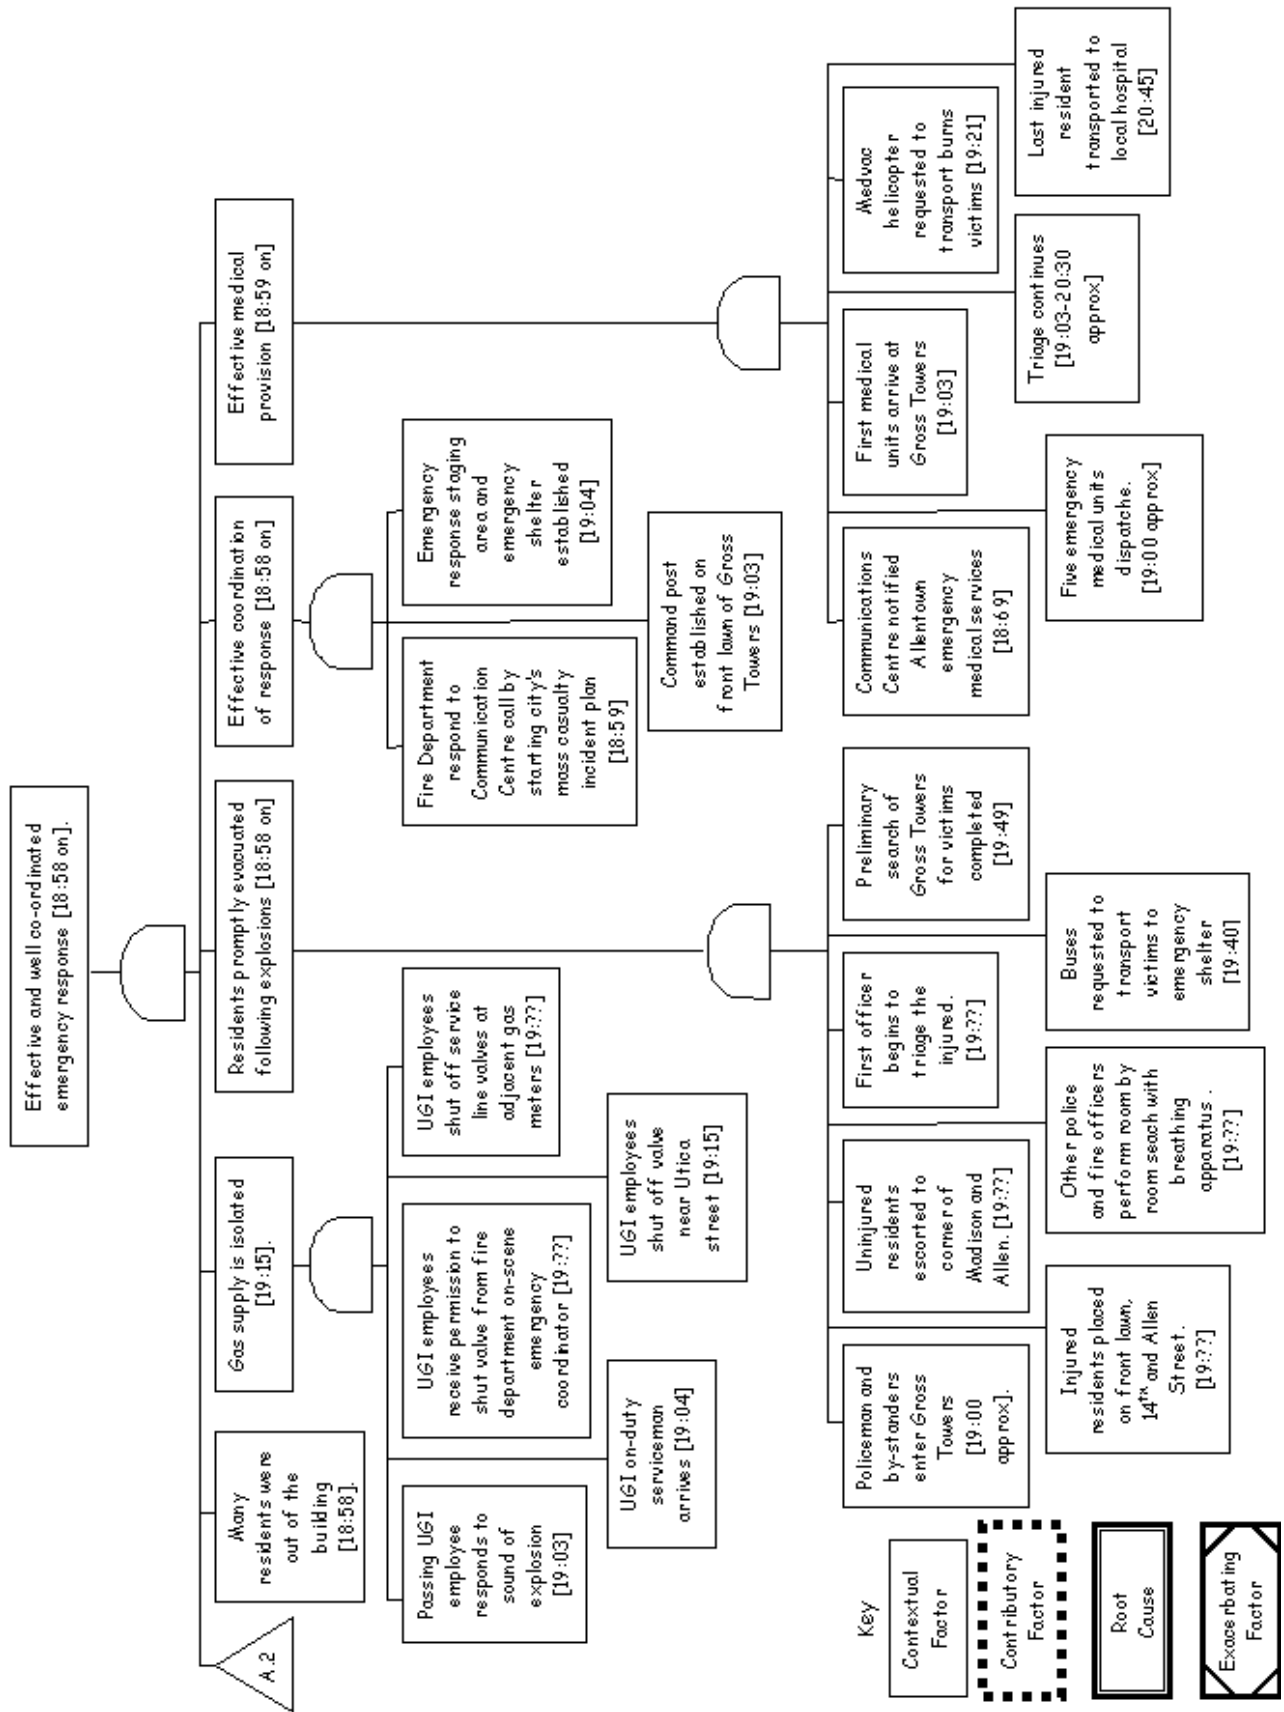 Effective and well co-ordinated
emergency response [18:58 on].
A.2
Many
residents were
out of the
building
[18:58].
Gas supply is isolated
[19:15].
Residents promptly evacuated
following explosions [18:58 on]
Effective coordination
of response [18:58 on]
Effective medical
provision [18:59 on]
Passing UGI
employee
responds to
sound of
explosion
[19:03]
UGI employees
receive permission to
shut valve from fire
department on-scene
emergency
coordinator [19:??]
UGI employees
shut off service
line valves at
adjacent gas
meters [19:??]
UGI on-duty
serviceman
arrives [19:04]
UGI employees
shut off valve
near Utica
street [19:15]
Fire Department
respond to
Communication
Centre call by
starting city's
mass casualty
incident plan
[18:59]
Emergency
response staging
area and
emergency
shelter
established
[19:04]
Command post
established on
front lawn of Gross
Towers [19:03]
Policeman and
by-standers
enter Gross
Towers
[19:00
approx].
Uninjured
residents
escorted to
corner of
Madison and
Allen. [19:??]
First officer
begins to
triage the
injured.
[19:??]
Preliminary
search of
Gross Towers
for victims
completed
[19:49]
Injured
residents placed
on front lawn,
14ᵀᴴ and Allen
Street.
[19:??]
Other police
and fire officers
perform room by
room seach with
breathing
apparatus .
[19:??]
Buses
requested to
transport
victims to
emergency
shelter
[19:40]
Communications
Centre notified
Allentown
emergency
medical services
[18:69]
First medical
units arrive at
Gross Towers
[19:03]
Medvac
helicopter
requested to
transport burns
victims [19:21]
Five emergency
medical units
dispatche.
[19:00 approx]
Triage continues
[19:03-20:30
approx]
Last injured
resident
transported to
local hospital
[20:45]
Key
Contextual
Factor
Contributory
Factor
Root
Cause
Exacerbating
Factor